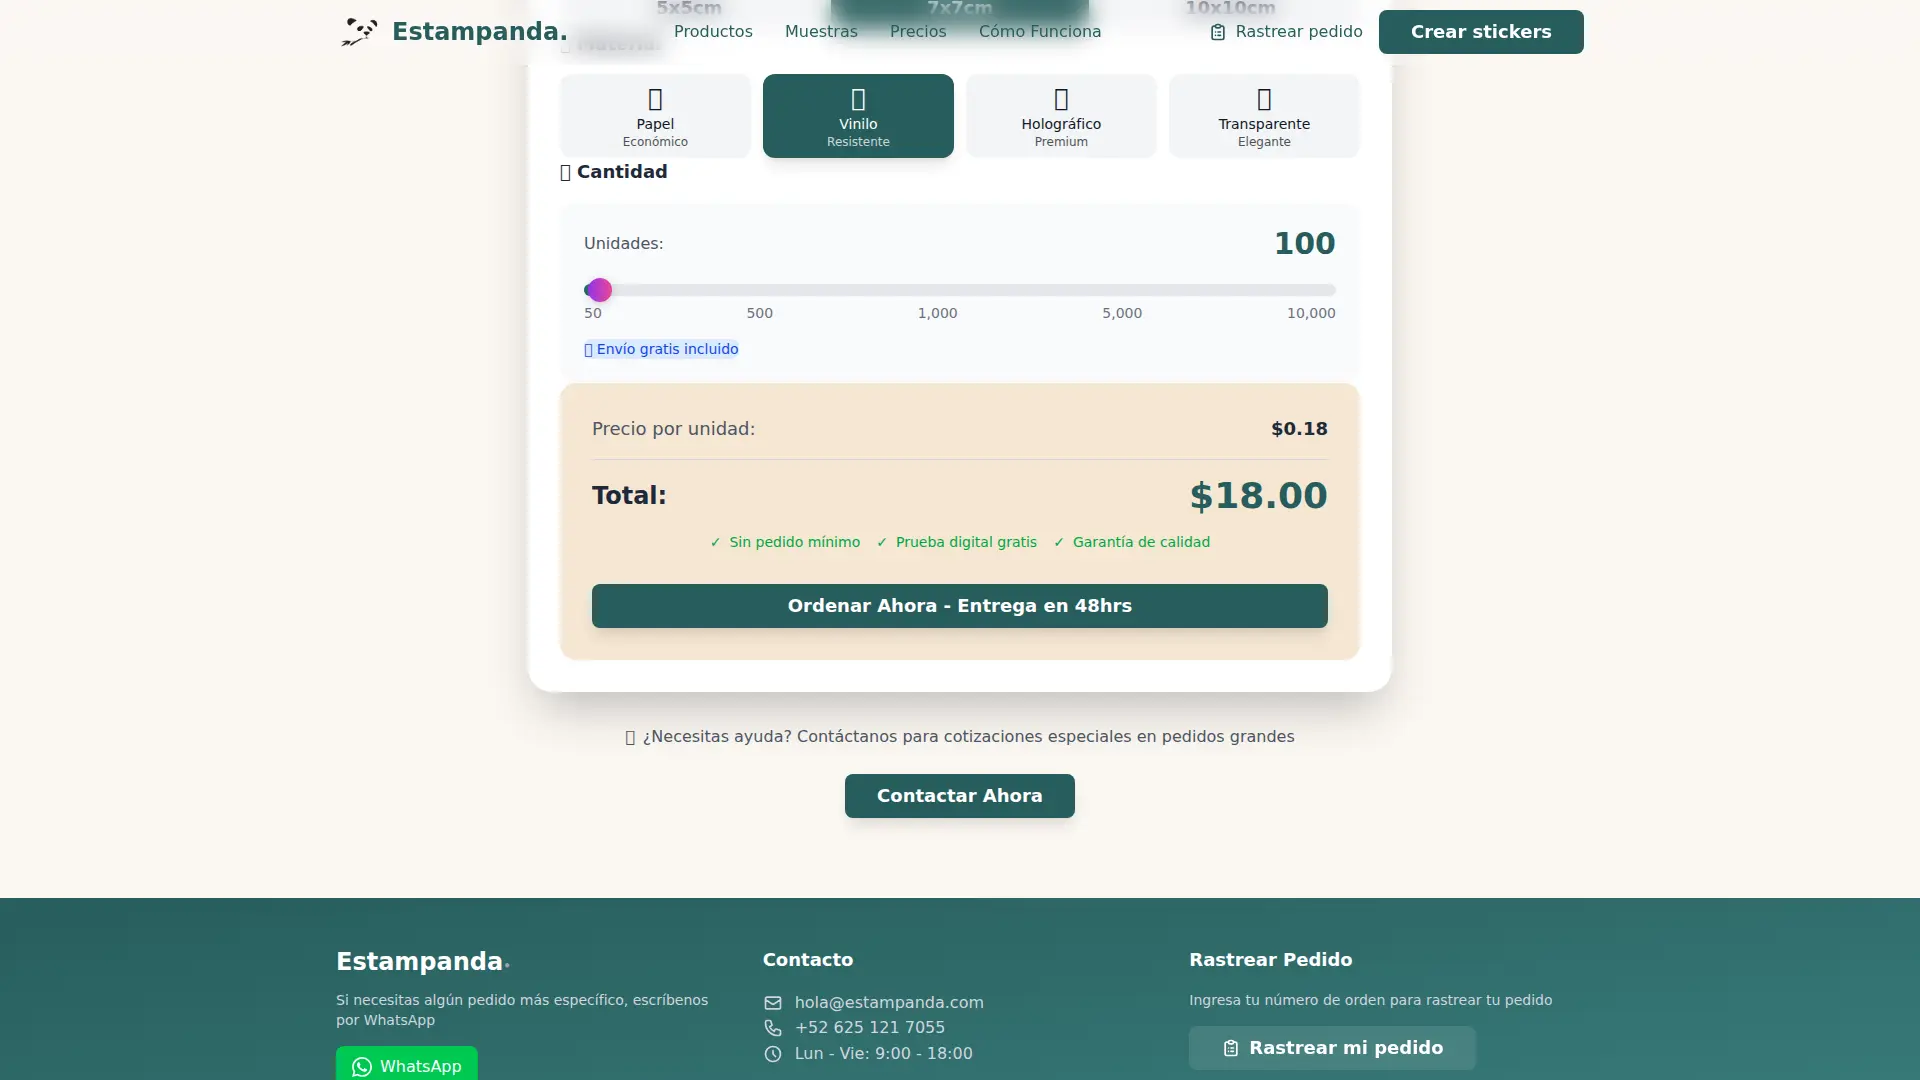 5x5cm 7x7cm 10x10cm
Estampanda. Productos Muestras Precios Cómo Funciona Rastrear pedido Crear stickers
Material
Papel Vinilo Holográfico Transparente
Económico Resistente Premium Elegante
Cantidad
Unidades: 100
50 500 1,000 5,000 10,000
Envío gratis incluido
Precio por unidad: $0.18
Total: $18.00
✓ Sin pedido mínimo ✓ Prueba digital gratis ✓ Garantía de calidad
Ordenar Ahora - Entrega en 48hrs
¿Necesitas ayuda? Contáctanos para cotizaciones especiales en pedidos grandes
Contactar Ahora
Estampanda.
Si necesitas algún pedido más específico, escríbenos
por WhatsApp
WhatsApp
Contacto
hola@estampanda.com
+52 625 121 7055
Lun - Vie: 9:00 - 18:00
Rastrear Pedido
Ingresa tu número de orden para rastrear tu pedido
Rastrear mi pedido